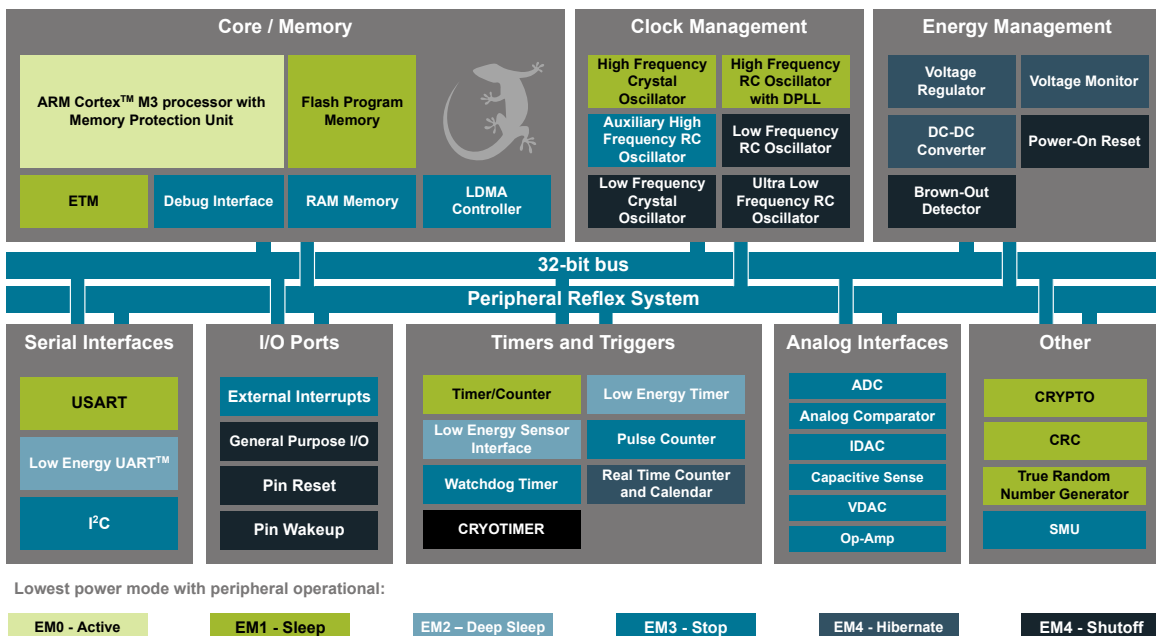 Core / Memory
ARM Cortex™ M3 processor with
Memory Protection Unit
Flash Program
Memory
ETM
Debug Interface
RAM Memory
LDMA
Controller
Clock Management
High Frequency
Crystal
Oscillator
High Frequency
RC Oscillator
with DPLL
Auxiliary High
Frequency RC
Oscillator
Low Frequency
RC Oscillator
Low Frequency
Crystal
Oscillator
Ultra Low
Frequency RC
Oscillator
Energy Management
Voltage
Regulator
Voltage Monitor
DC-DC
Converter
Power-On Reset
Brown-Out
Detector
32-bit bus
Peripheral Reflex System
Serial Interfaces
USART
Low Energy UART™
I²C
I/O Ports
External Interrupts
General Purpose I/O
Pin Reset
Pin Wakeup
Timers and Triggers
Timer/Counter
Low Energy Timer
Low Energy Sensor
Interface
Pulse Counter
Watchdog Timer
Real Time Counter
and Calendar
CRYOTIMER
Analog Interfaces
ADC
Analog Comparator
IDAC
Capacitive Sense
VDAC
Op-Amp
Other
CRYPTO
CRC
True Random
Number Generator
SMU
Lowest power mode with peripheral operational:
EM0 - Active
EM1 - Sleep
EM2 – Deep Sleep
EM3 - Stop
EM4 - Hibernate
EM4 - Shutoff